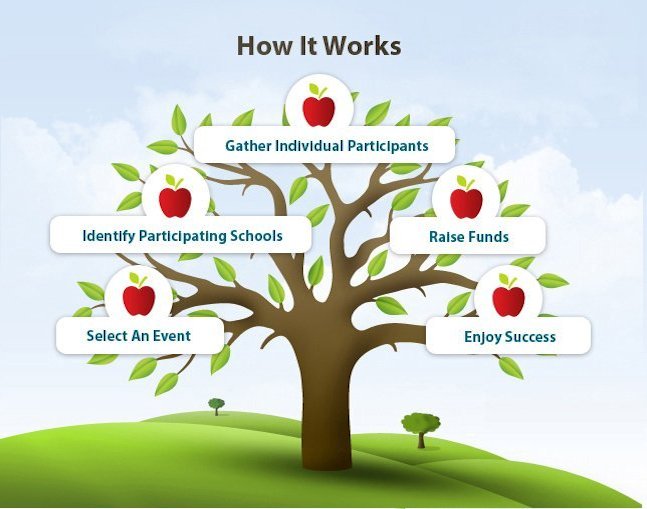 How It Works
Gather Individual Participants
Identify Participating Schools
Raise Funds
Select An Event
Enjoy Success